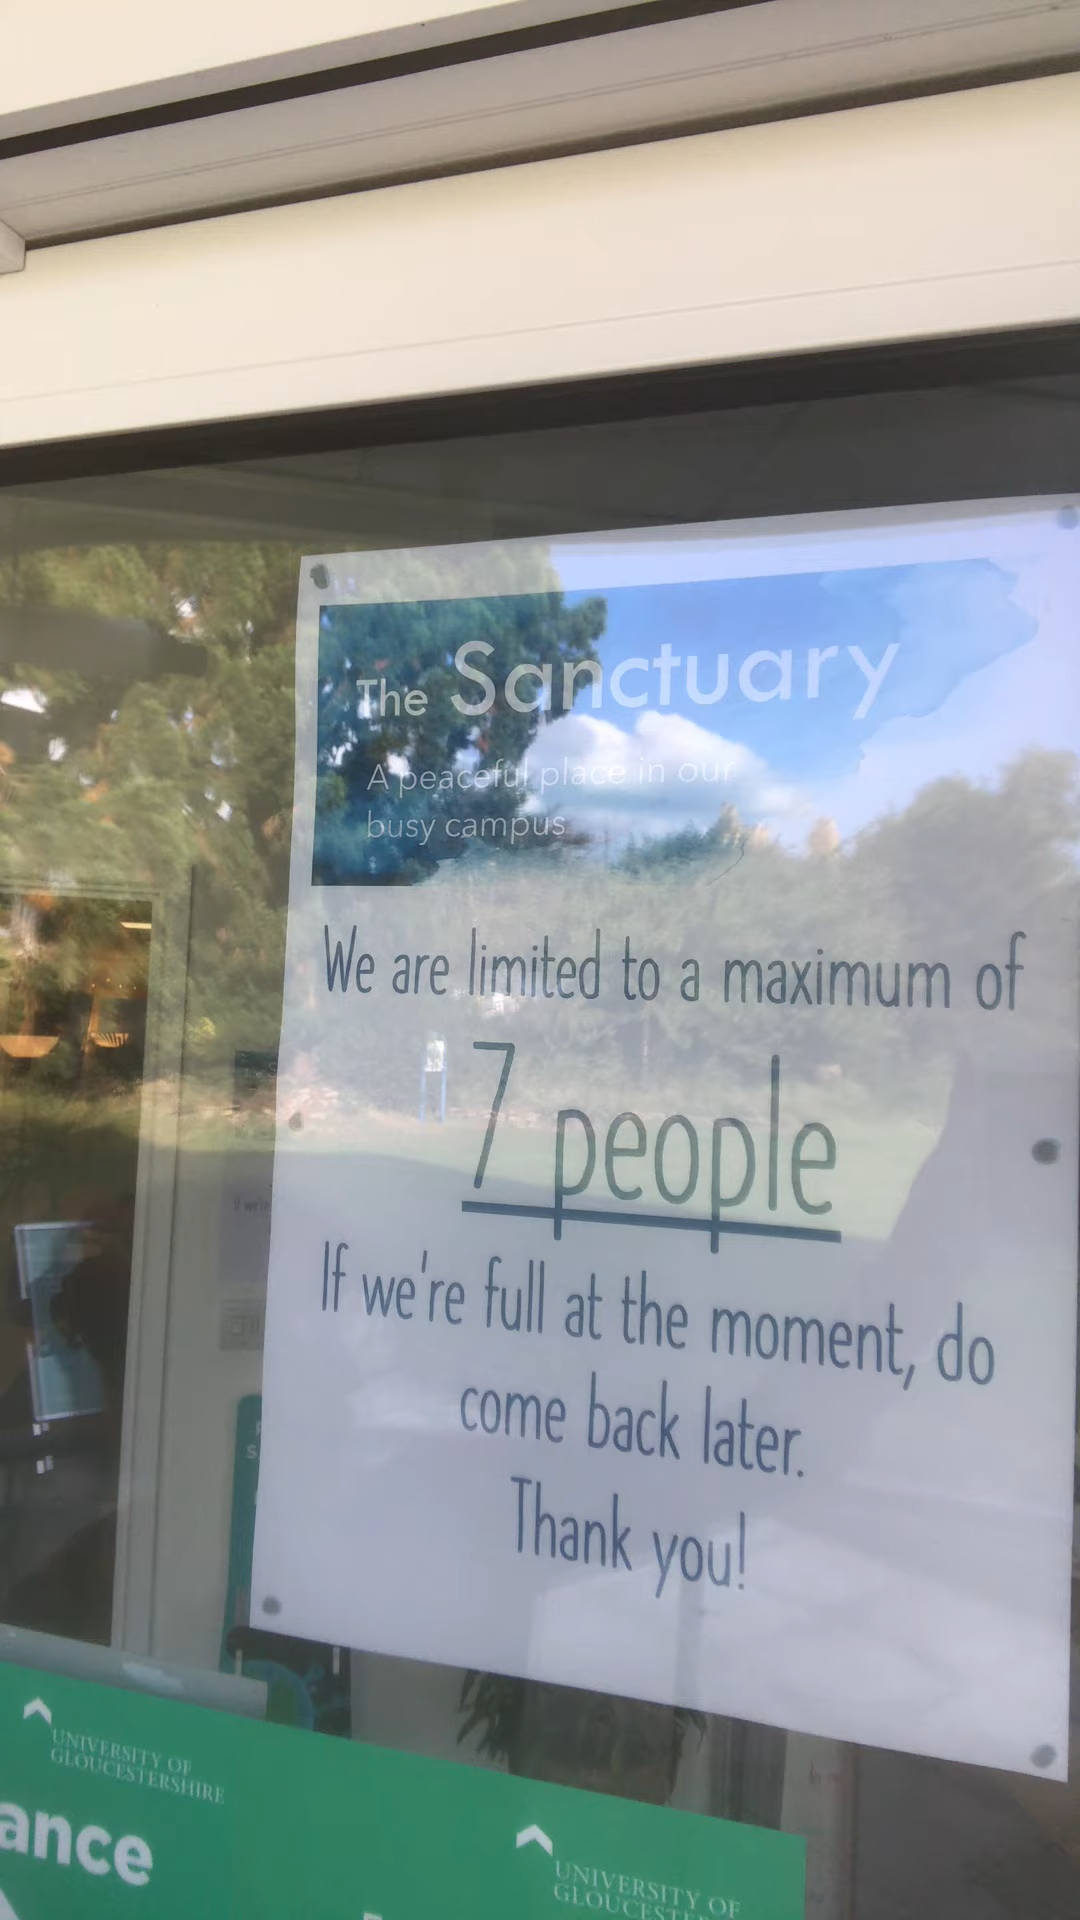 The Sanctuary
A peaceful place in our
busy campus
We are limited to a maximum of
7 people
If we're full at the moment, do
come back later.
Thank you!
UNIVERSITY OF
GLOUCESTERSHIRE
ance
UNIVERSITY OF